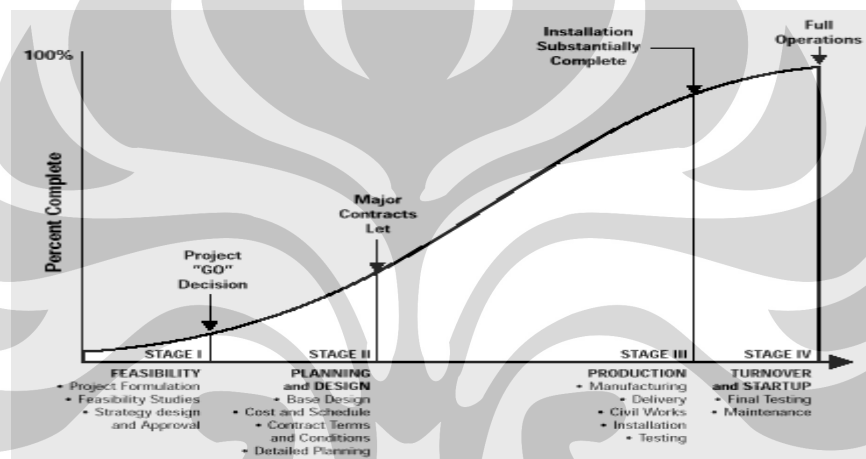 100%
Percent Complete
Project
"GO"
Decision
Major
Contracts
Let
Installation
Substantially
Complete
Full
Operations
STAGE I
FEASIBILITY
• Project Formulation
• Feasibility Studies
• Strategy design
and Approval
STAGE II
PLANNING
and DESIGN
• Base Design
• Cost and Schedule
• Contract Terms
and Conditions
• Detailed Planning
STAGE III
PRODUCTION
• Manufacturing
• Delivery
• Civil Works
• Installation
• Testing
STAGE IV
TURNOVER
and STARTUP
• Final Testing
• Maintenance